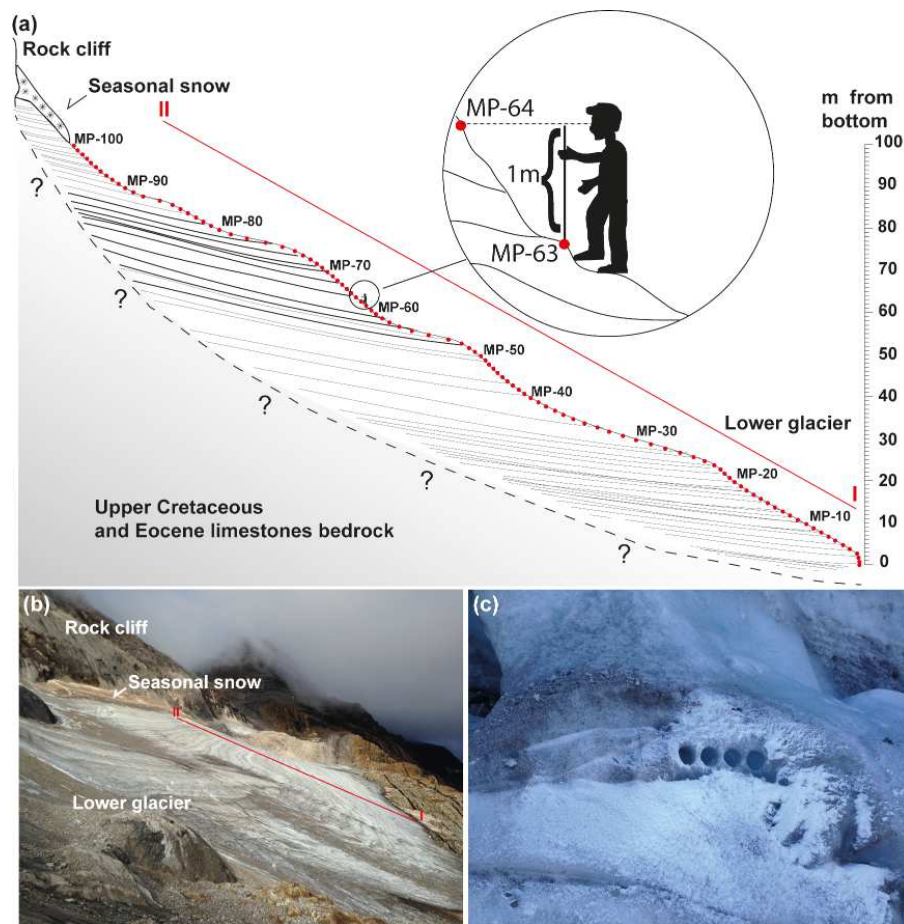 (a)
Rock cliff
Seasonal snow
II
MP-100
MP-90
MP-80
MP-70
MP-60
MP-50
MP-40
MP-30
MP-20
MP-10
MP-64
1m
MP-63
m from
bottom
100
90
80
70
60
50
40
30
20
10
0
Lower glacier
I
?
?
?
?
?
?
Upper Cretaceous
and Eocene limestones bedrock
(b)
Rock cliff
Seasonal snow
II
Lower glacier
I
(c)